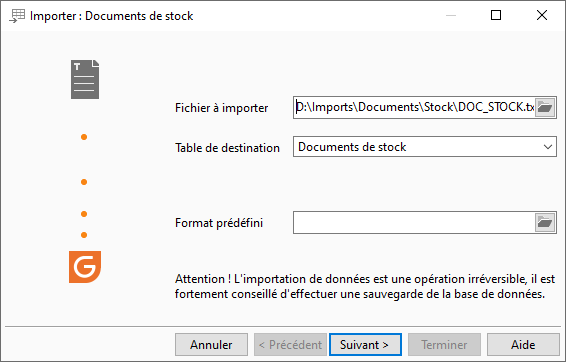 Importer : Documents de stock
T
Fichier à importer
D:\Imports\Documents\Stock\DOC_STOCK.tx
Table de destination
Documents de stock
Format prédéfini
G
Attention ! L'importation de données est une opération irréversible, il est
fortement conseillé d'effectuer une sauvegarde de la base de données.
Annuler
< Précédent
Suivant >
Terminer
Aide